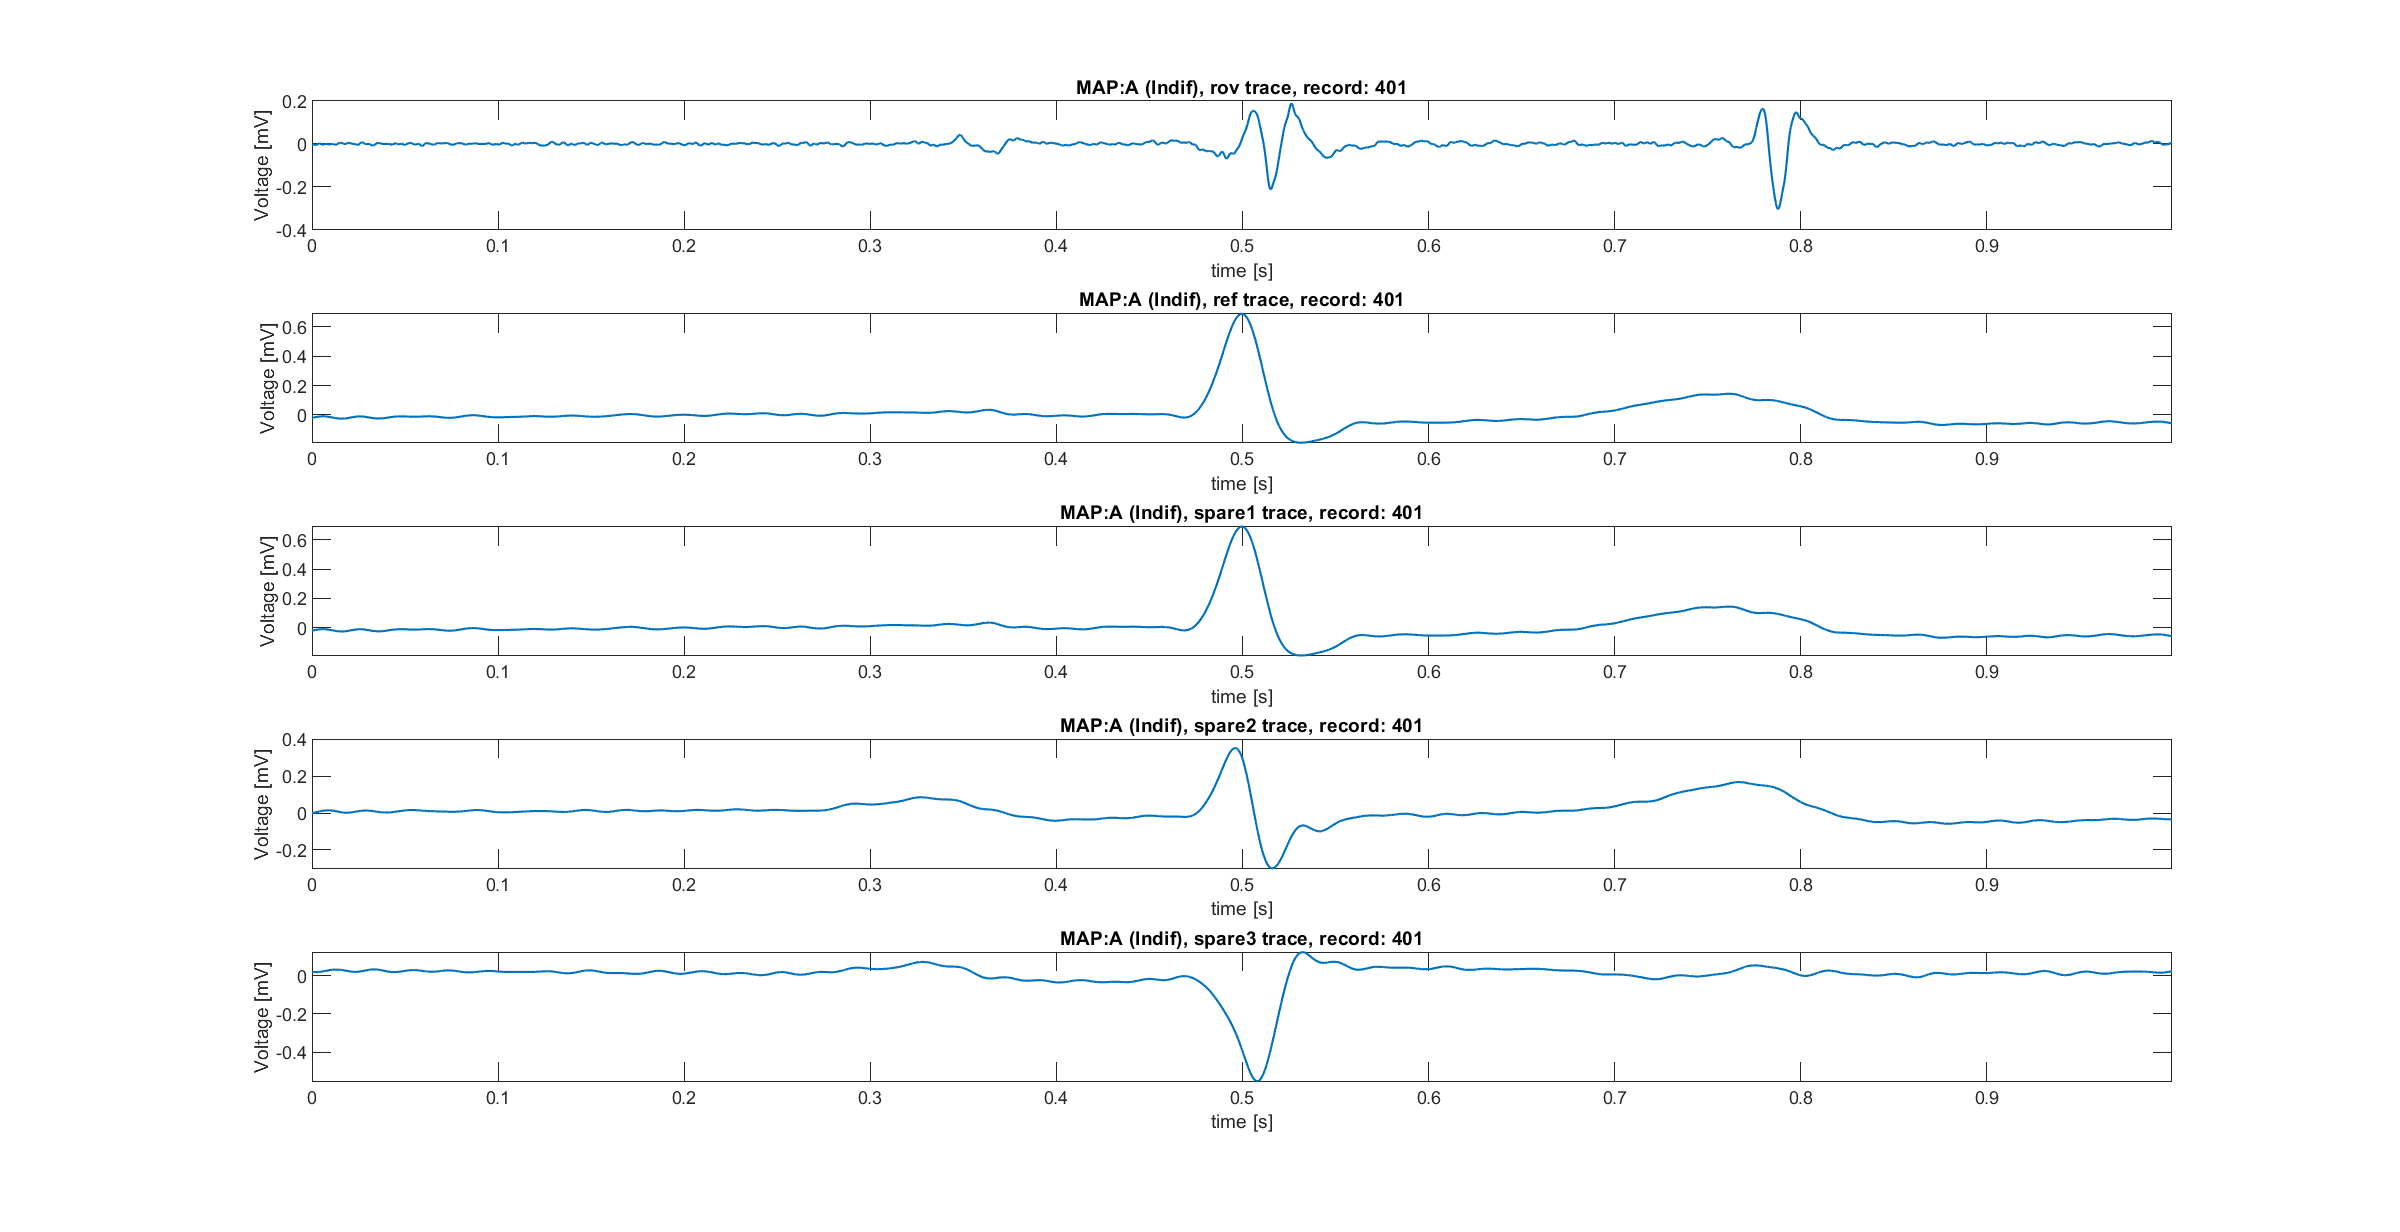 MAP:A (Indif), rov trace, record: 401
Voltage [mV]
0.2
0
-0.2
-0.4
0 0.1 0.2 0.3 0.4 0.5 0.6 0.7 0.8 0.9
time [s]
MAP:A (Indif), ref trace, record: 401
Voltage [mV]
0.6
0.4
0.2
0
0 0.1 0.2 0.3 0.4 0.5 0.6 0.7 0.8 0.9
time [s]
MAP:A (Indif), spare1 trace, record: 401
Voltage [mV]
0.6
0.4
0.2
0
0 0.1 0.2 0.3 0.4 0.5 0.6 0.7 0.8 0.9
time [s]
MAP:A (Indif), spare2 trace, record: 401
Voltage [mV]
0.4
0.2
0
-0.2
0 0.1 0.2 0.3 0.4 0.5 0.6 0.7 0.8 0.9
time [s]
MAP:A (Indif), spare3 trace, record: 401
Voltage [mV]
0
-0.2
-0.4
0 0.1 0.2 0.3 0.4 0.5 0.6 0.7 0.8 0.9
time [s]